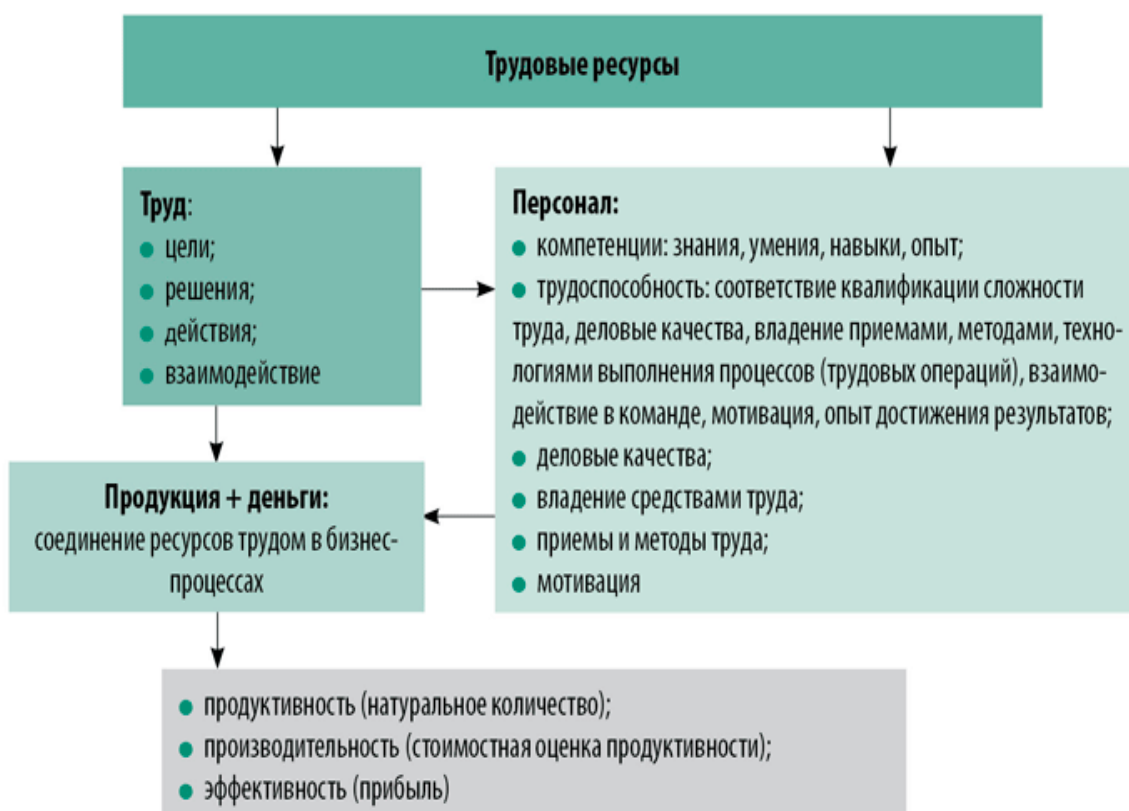 Трудовые ресурсы
Труд:
● цели;
● решения;
● действия;
● взаимодействие
Персонал:
● компетенции: знания, умения, навыки, опыт;
● трудоспособность: соответствие квалификации сложности
труда, деловые качества, владение приемами, методами, техно-
логиями выполнения процессов (трудовых операций), взаимо-
действие в команде, мотивация, опыт достижения результатов;
● деловые качества;
● владение средствами труда;
● приемы и методы труда;
● мотивация
Продукция + деньги:
соединение ресурсов трудом в бизнес-
процессах
● продуктивность (натуральное количество);
● производительность (стоимостная оценка продуктивности);
● эффективность (прибыль)